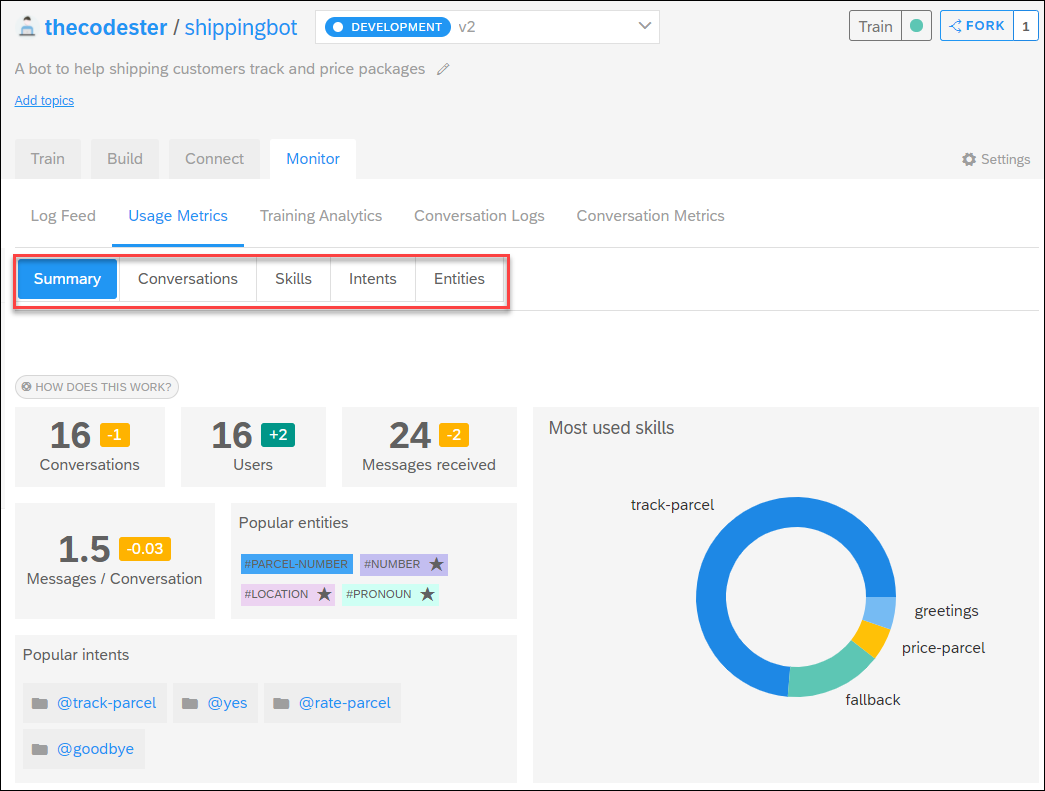 thecodester / shippingbot DEVELOPMENT v2 Train FORK 1
A bot to help shipping customers track and price packages
Add topics
Train Build Connect Monitor Settings
Log Feed Usage Metrics Training Analytics Conversation Logs Conversation Metrics
Summary Conversations Skills Intents Entities
HOW DOES THIS WORK?
16 -1
Conversations
16 +2
Users
24 -2
Messages received
1.5 -0.03
Messages / Conversation
Popular entities
#PARCEL-NUMBER #NUMBER
#LOCATION #PRONOUN
Popular intents
@track-parcel @yes @rate-parcel
@goodbye
Most used skills
track-parcel
greetings
price-parcel
fallback